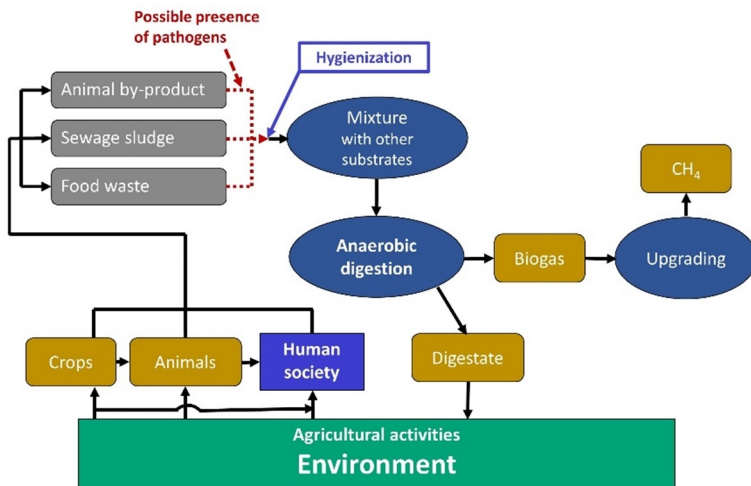 Possible presence
of pathogens
Hygienization
Animal by-product
Sewage sludge
Food waste
Mixture
with other
substrates
CH₄
Anaerobic
digestion
Biogas
Upgrading
Crops
Animals
Human
society
Digestate
Agricultural activities
Environment